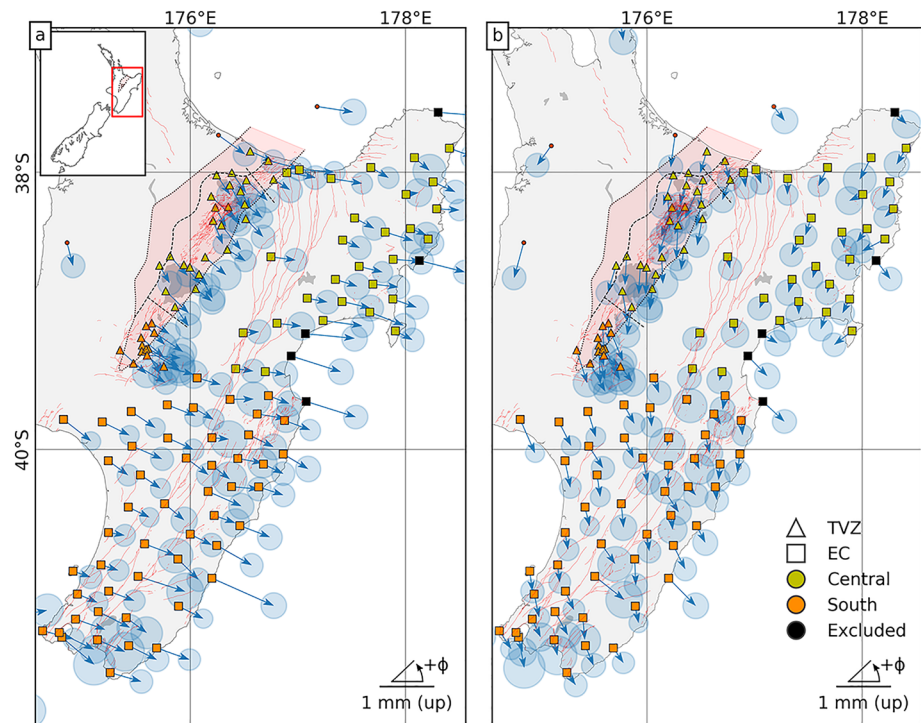 176°E 178°E 176°E 178°E
a b
38°S
40°S
TVZ
EC
Central
South
Excluded
+ϕ +ϕ
1 mm (up) 1 mm (up)